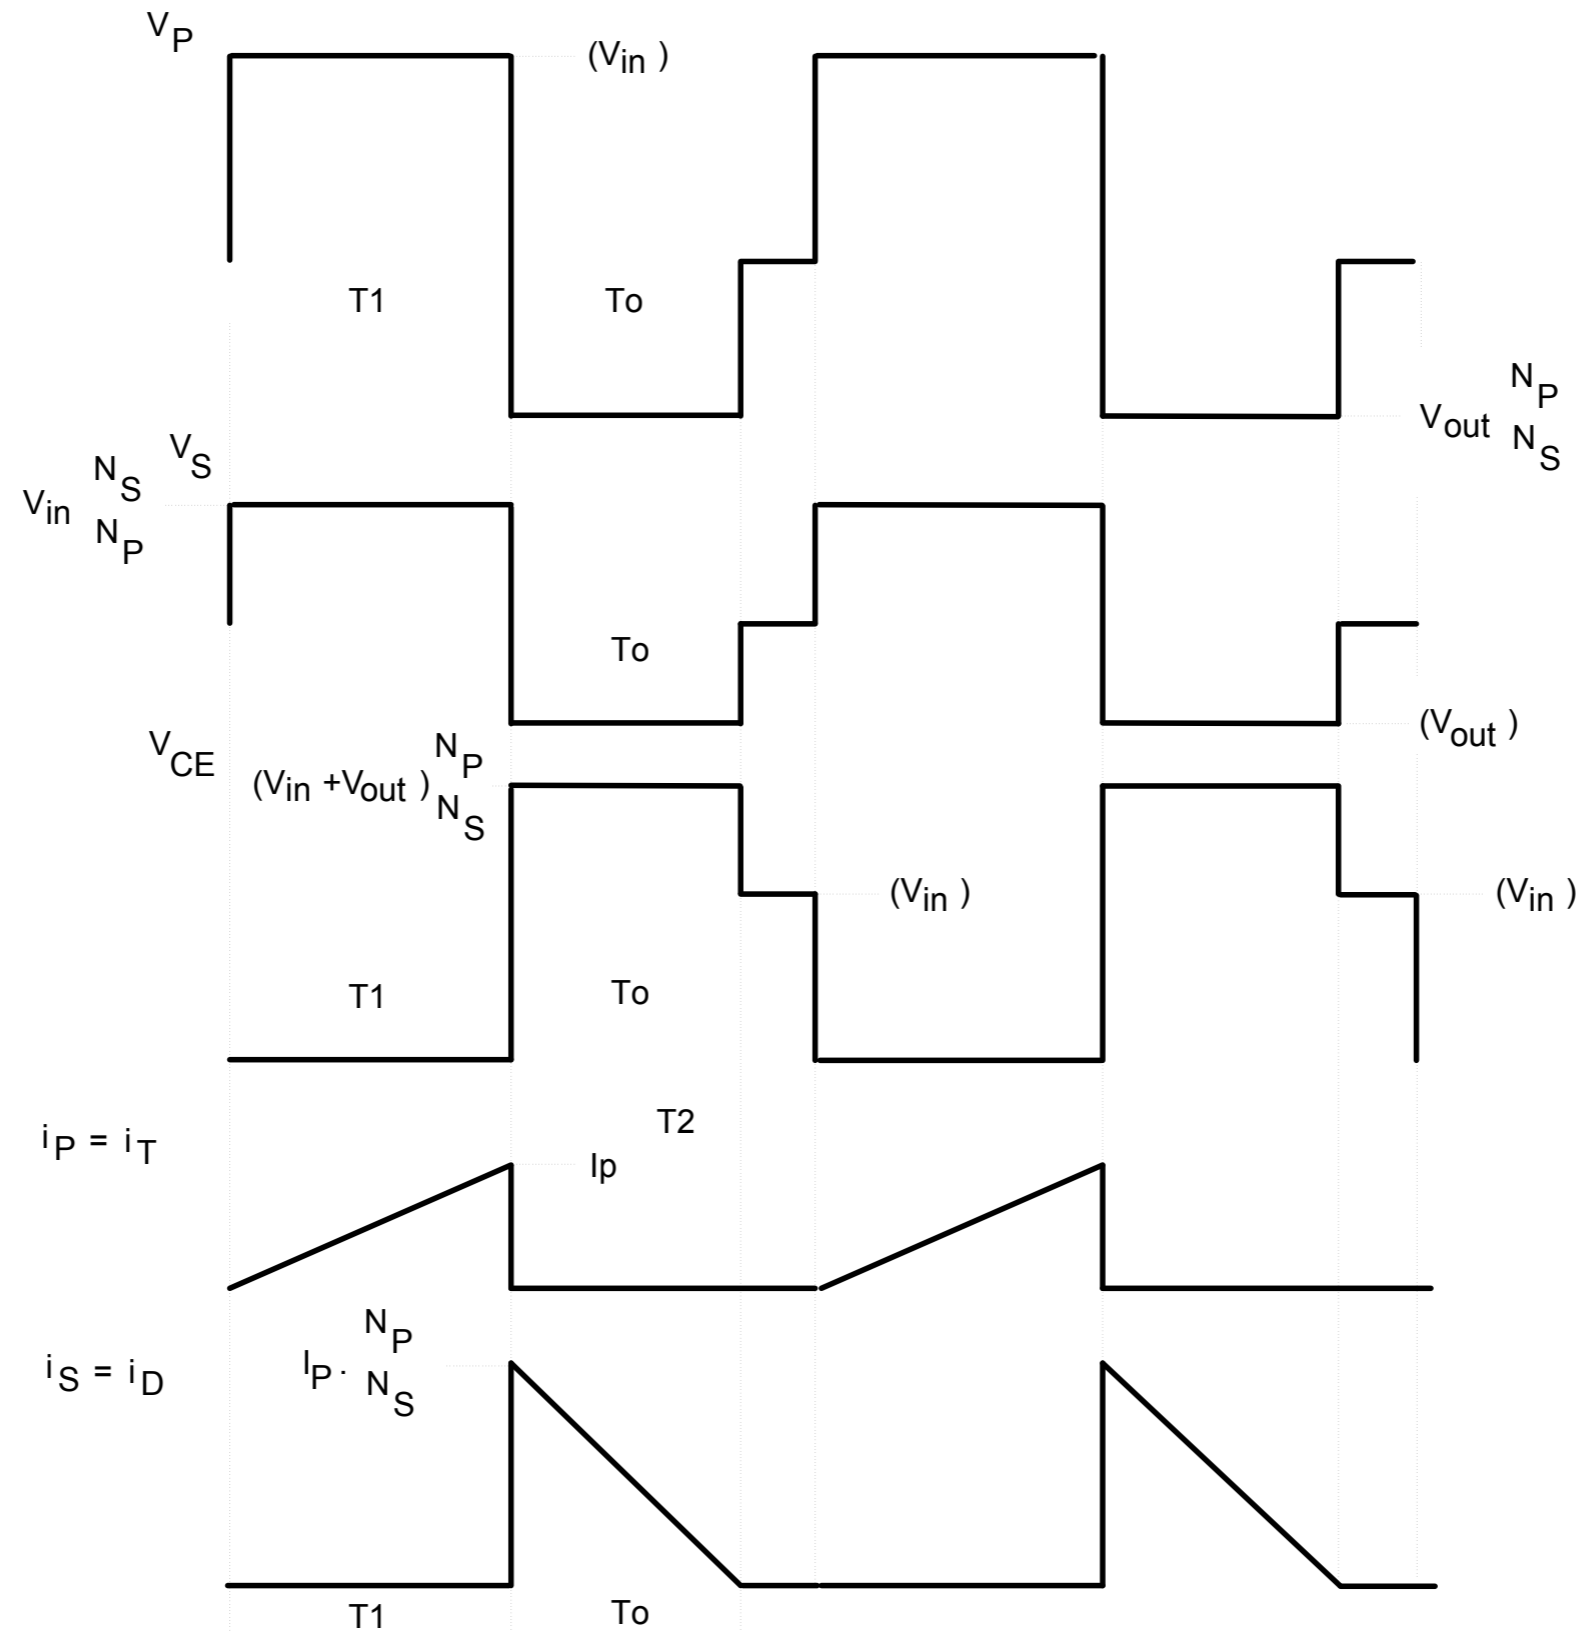 VP
(Vin )
T1
To
NP
Vout
NS
VS
NS
Vin
NP
To
(Vout )
VCE
NP
(Vin +Vout )
NS
(Vin )
(Vin )
T1
To
T2
iP = iT
Ip
NP
iS = iD
IP .
NS
T1
To